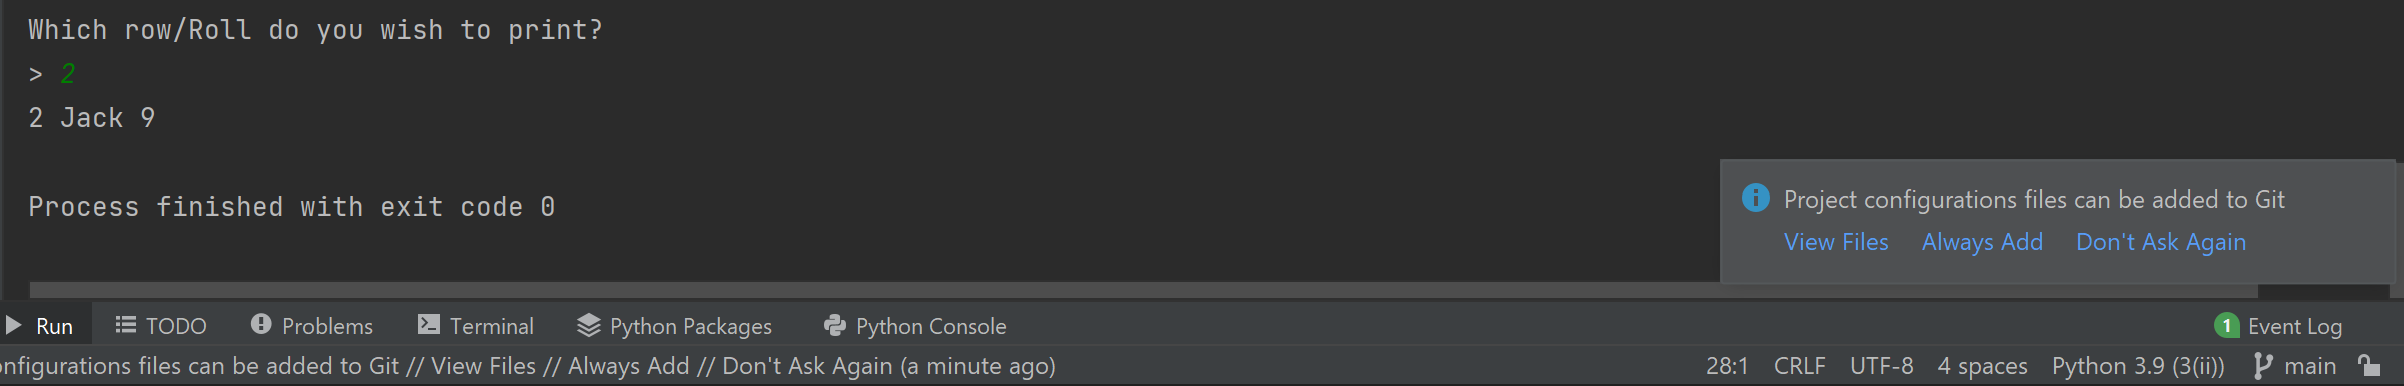 Which row/Roll do you wish to print?
> 2
2 Jack 9
Process finished with exit code 0
Project configurations files can be added to Git
View Files Always Add Don't Ask Again
Run TODO Problems Terminal Python Packages Python Console 1 Event Log
onfigurations files can be added to Git // View Files // Always Add // Don't Ask Again (a minute ago) 28:1 CRLF UTF-8 4 spaces Python 3.9 (3(ii)) main